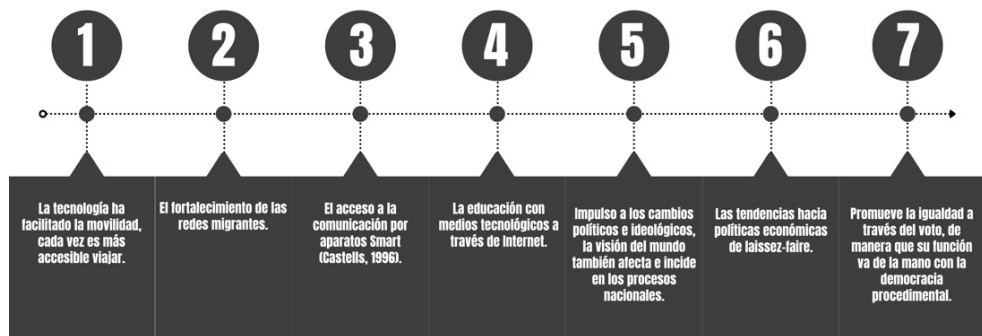 1
2
3
4
5
6
7
La tecnología ha
facilitado la movilidad,
cada vez es más
accesible viajar.
El fortalecimiento de las
redes migrantes.
El acceso a la
comunicación por
aparatos Smart
(Castells, 1996).
La educación con
medios tecnológicos a
través de Internet.
Impulso a los cambios
políticos e ideológicos,
la visión del mundo
también afecta e incide
en los procesos
nacionales.
Las tendencias hacia
políticas económicas
de laissez-faire.
Promueve la igualdad a
través del voto, de
manera que su función
va de la mano con la
democracia
procedimental.